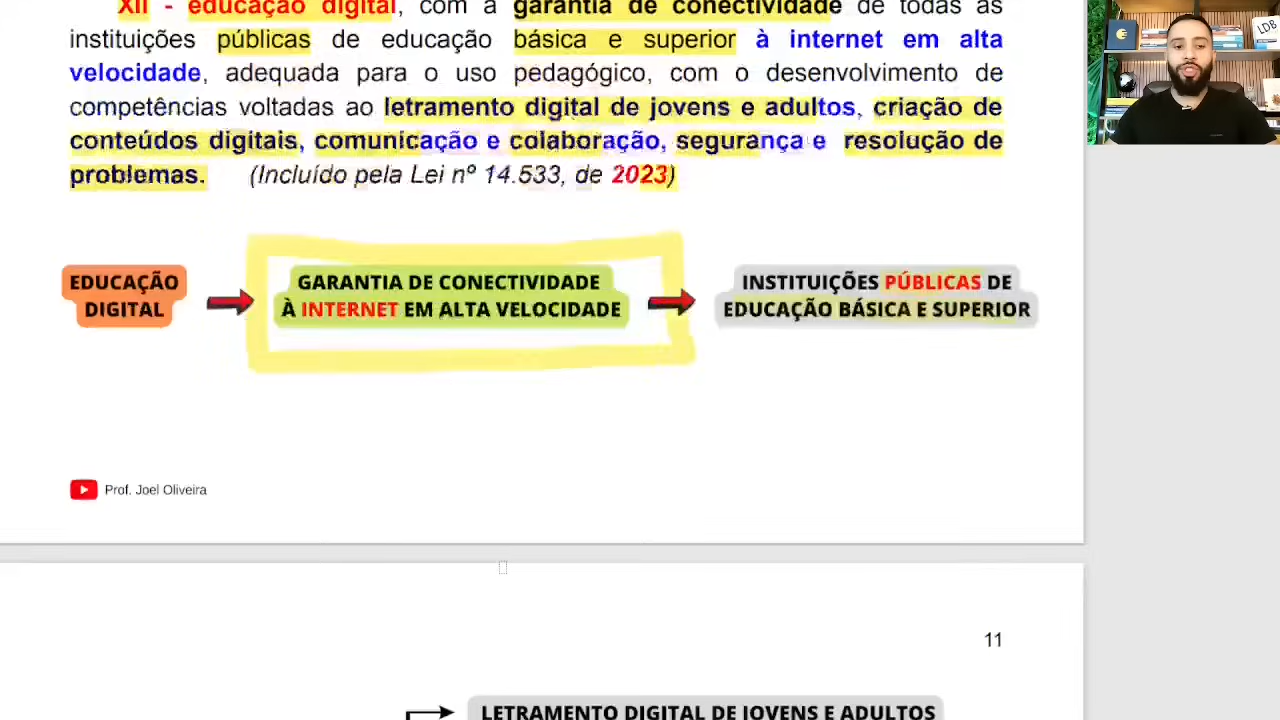 XII - educação digital, com a garantia de conectividade de todas as
instituições públicas de educação básica e superior à internet em alta
velocidade, adequada para o uso pedagógico, com o desenvolvimento de
competências voltadas ao letramento digital de jovens e adultos, criação de
conteúdos digitais, comunicação e colaboração, segurança e resolução de
problemas. (Incluído pela Lei nº 14.533, de 2023)
EDUCAÇÃO
DIGITAL
GARANTIA DE CONECTIVIDADE
À INTERNET EM ALTA VELOCIDADE
INSTITUIÇÕES PÚBLICAS DE
EDUCAÇÃO BÁSICA E SUPERIOR
Prof. Joel Oliveira
11
LETRAMENTO DIGITAL DE JOVENS E ADULTOS
LDB